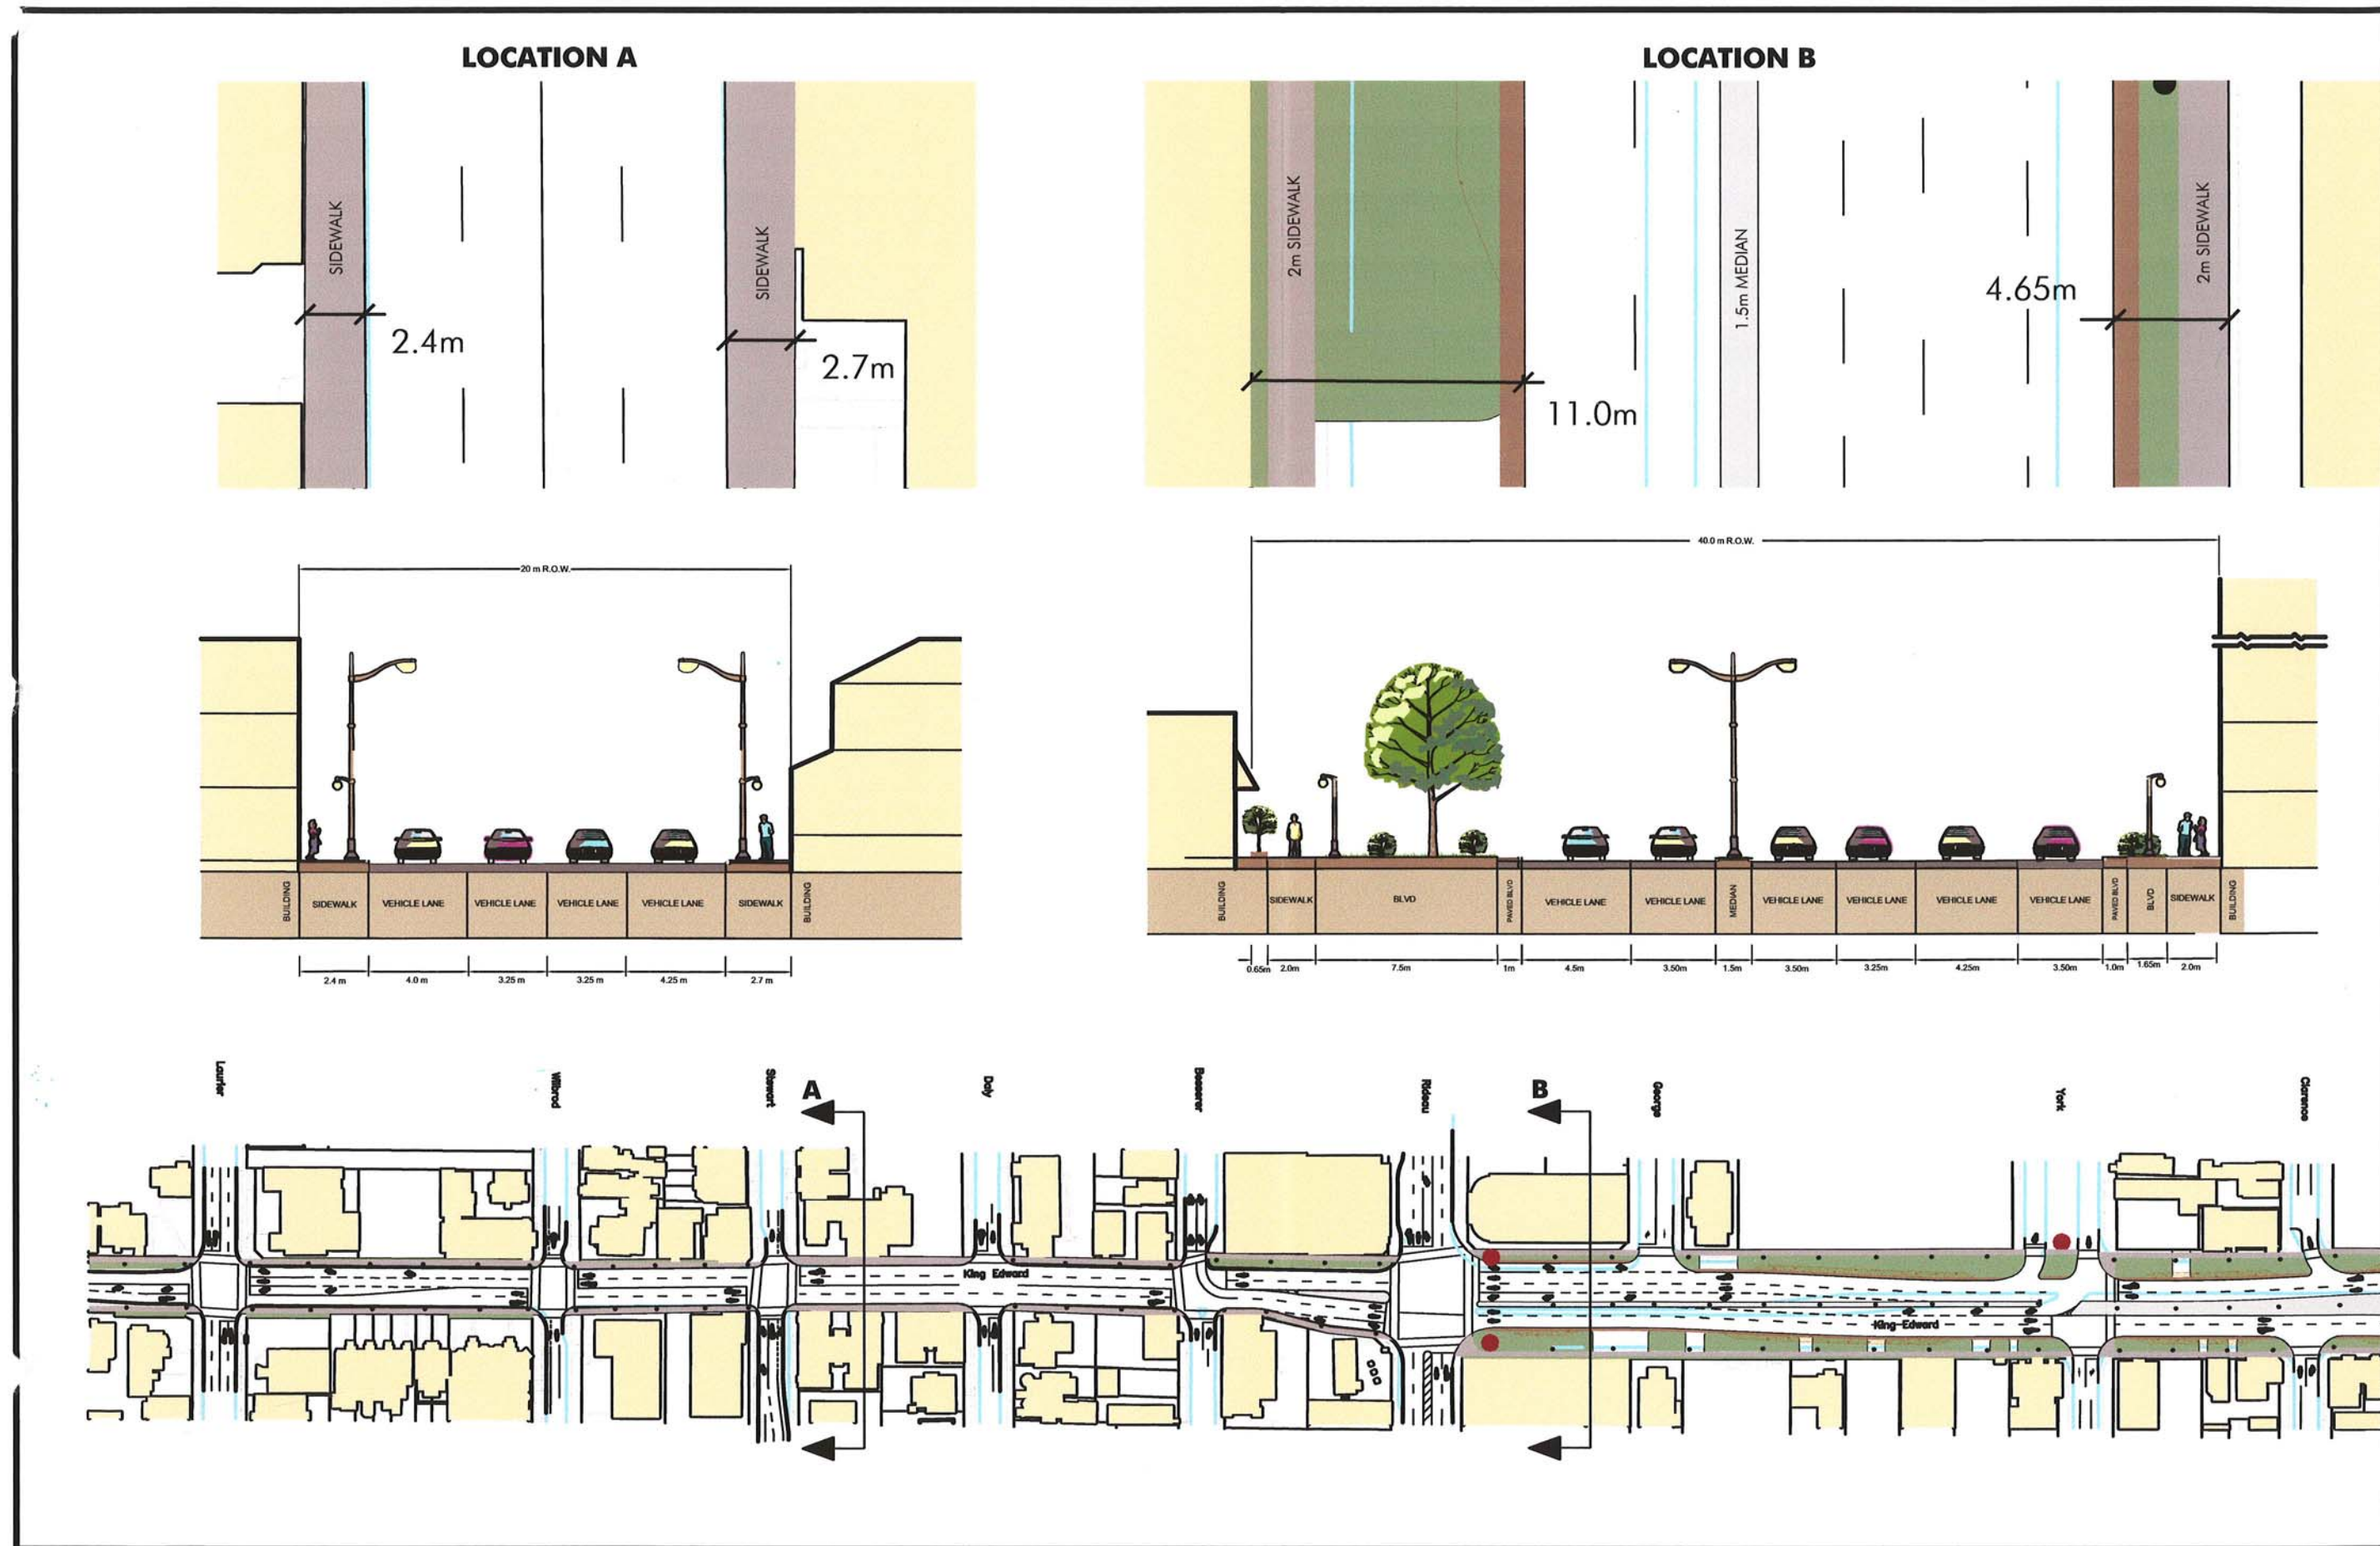 LOCATION A
LOCATION B
SIDEWALK
SIDEWALK
2.4m
2.7m
2m SIDEWALK
11.0m
1.5m MEDIAN
4.65m
2m SIDEWALK
20 m R.O.W.
40.0 m R.O.W.
BUILDING
SIDEWALK
VEHICLE LANE
VEHICLE LANE
VEHICLE LANE
VEHICLE LANE
SIDEWALK
BUILDING
2.4 m
4.0 m
3.25 m
3.25 m
4.25 m
2.7 m
BUILDING
SIDEWALK
BLVD
PAVED BLVD
VEHICLE LANE
VEHICLE LANE
MEDIAN
VEHICLE LANE
VEHICLE LANE
VEHICLE LANE
VEHICLE LANE
PAVED BLVD
BLVD
SIDEWALK
BUILDING
0.65m
2.0m
7.5m
1m
4.5m
3.50m
1.5m
3.50m
3.25m
4.25m
3.50m
1.0m
1.65m
2.0m
Laurier
Wilbrod
Stewart
A
Daly
Besserer
Rideau
B
George
York
Clarence
King Edward
King Edward